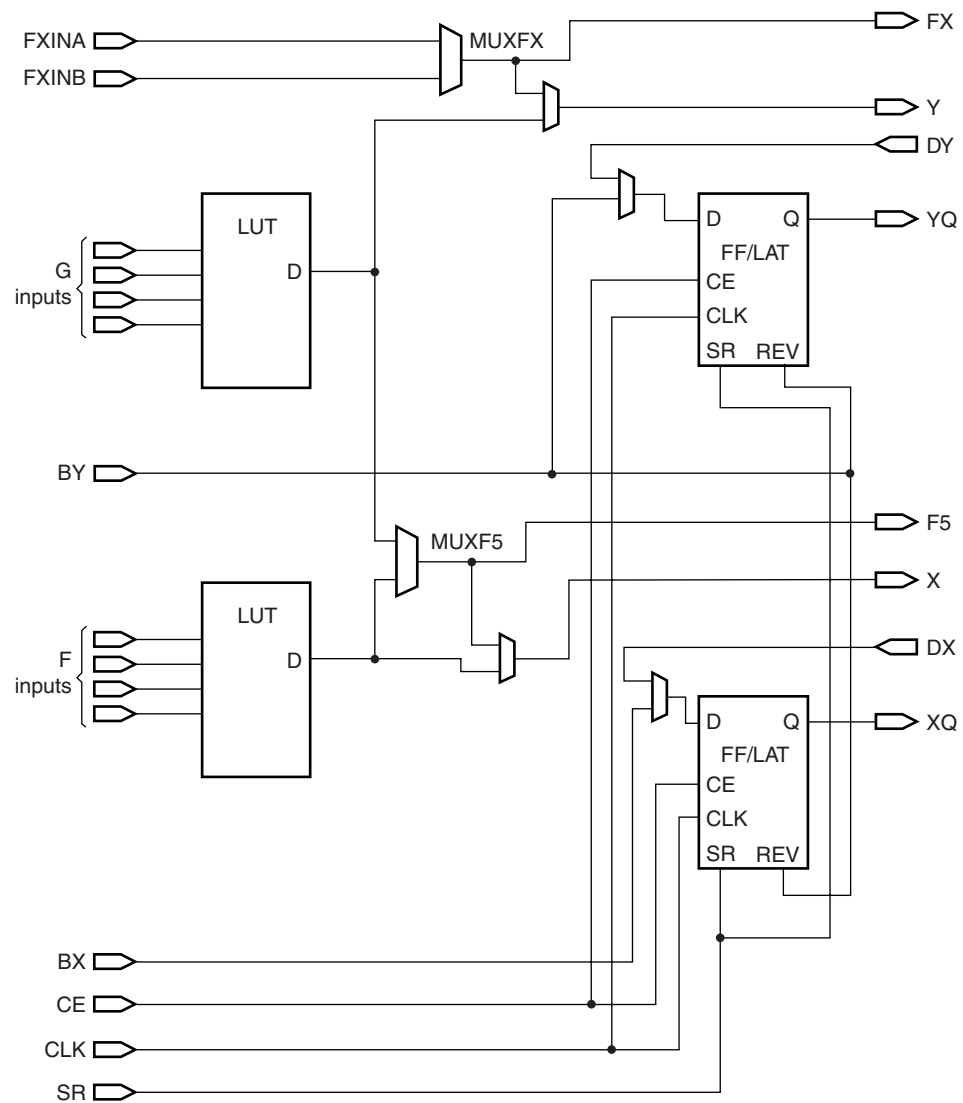 FX
FXINA
MUXFX
FXINB
Y
DY
LUT
D
G
inputs
D
Q
YQ
FF/LAT
CE
CLK
SR
REV
BY
F5
MUXF5
X
LUT
D
F
inputs
DX
D
Q
XQ
FF/LAT
CE
CLK
SR
REV
BX
CE
CLK
SR